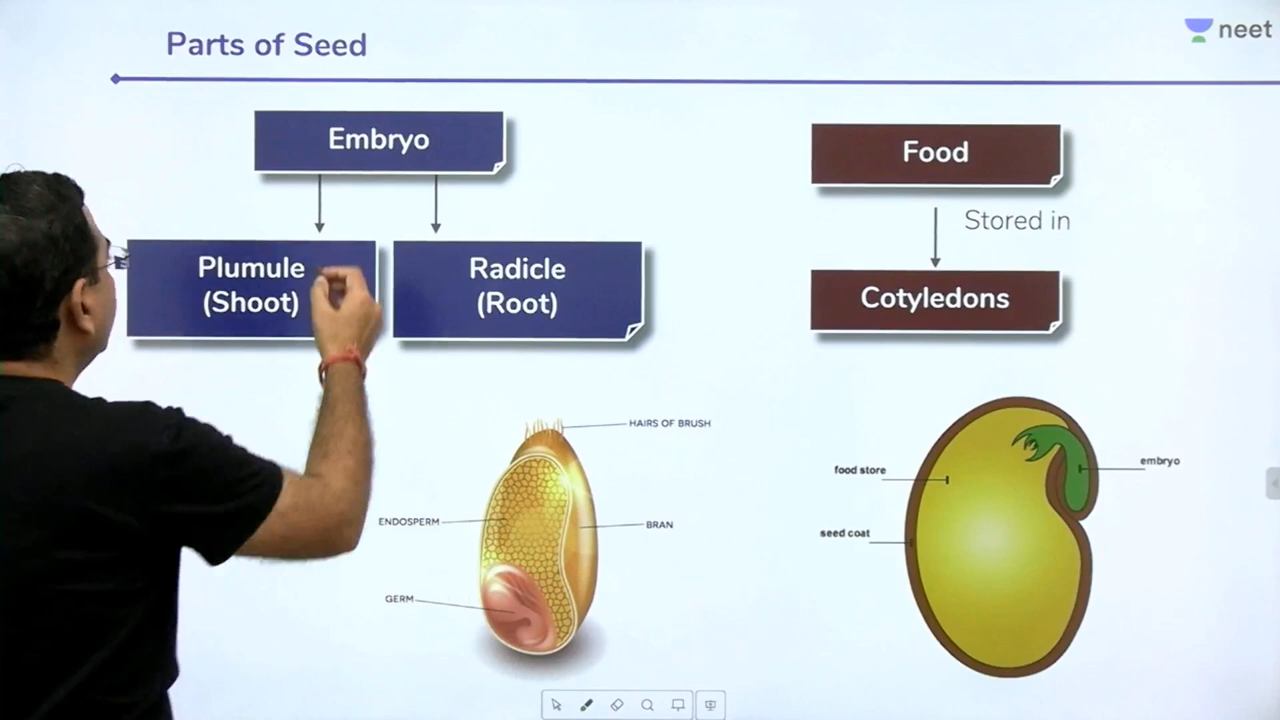 Parts of Seed
neet
Embryo
Food
Stored in
Plumule
(Shoot)
Radicle
(Root)
Cotyledons
HAIRS OF BRUSH
ENDOSPERM
BRAN
GERM
food store
embryo
seed coat